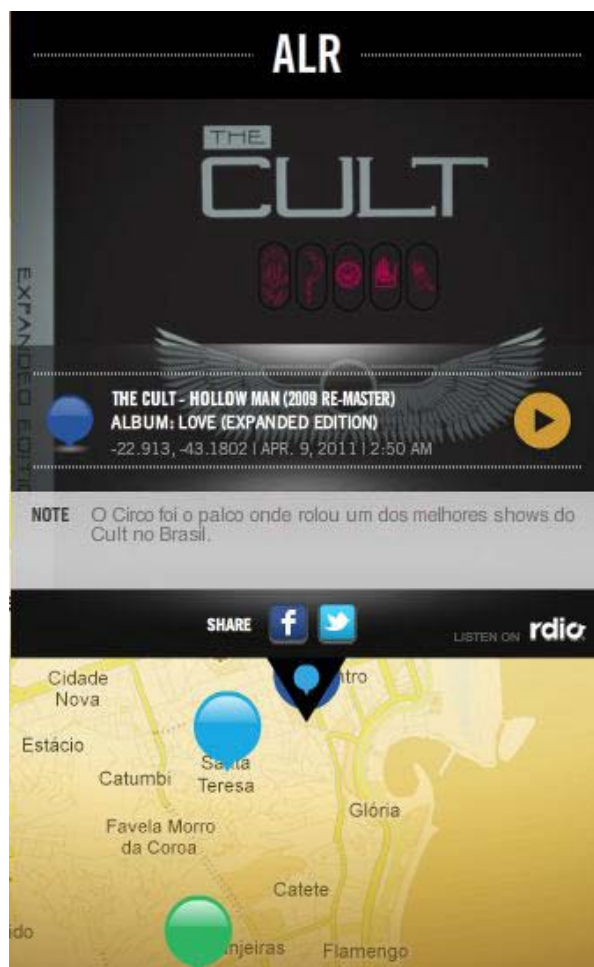 ALR
THE
CULT
EXPANDED EDITIO
THE CULT - HOLLOW MAN (2009 RE-MASTER)
ALBUM: LOVE (EXPANDED EDITION)
-22.913, -43.1802 | APR. 9, 2011 | 2:50 AM
NOTE O Circo foi o palco onde rolou um dos melhores shows do
Cult no Brasil.
SHARE
LISTEN ON rdio
Cidade
Nova
ntro
Estácio
Santa
Teresa
Catumbi
Glória
Favela Morro
da Coroa
Catete
ido
njeiras
Flamengo